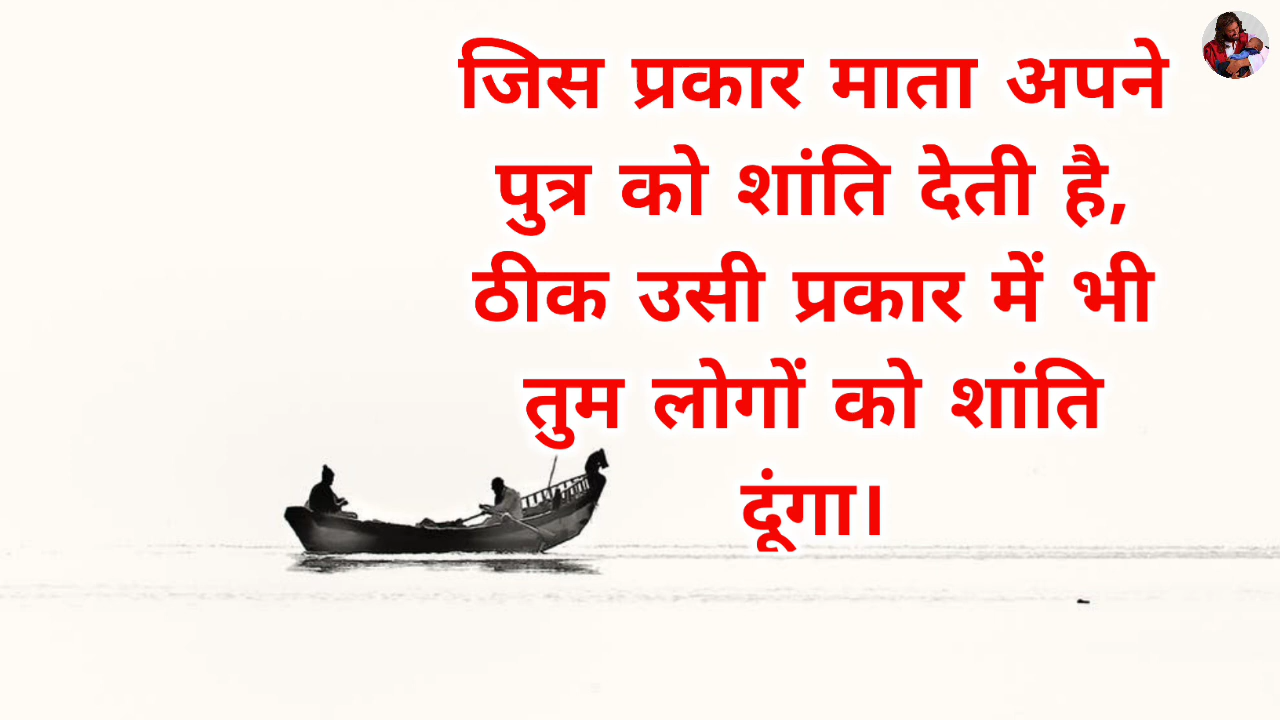 जिस प्रकार माता अपने
पुत्र को शांति देती है,
ठीक उसी प्रकार में भी
तुम लोगों को शांति
दूंगा।